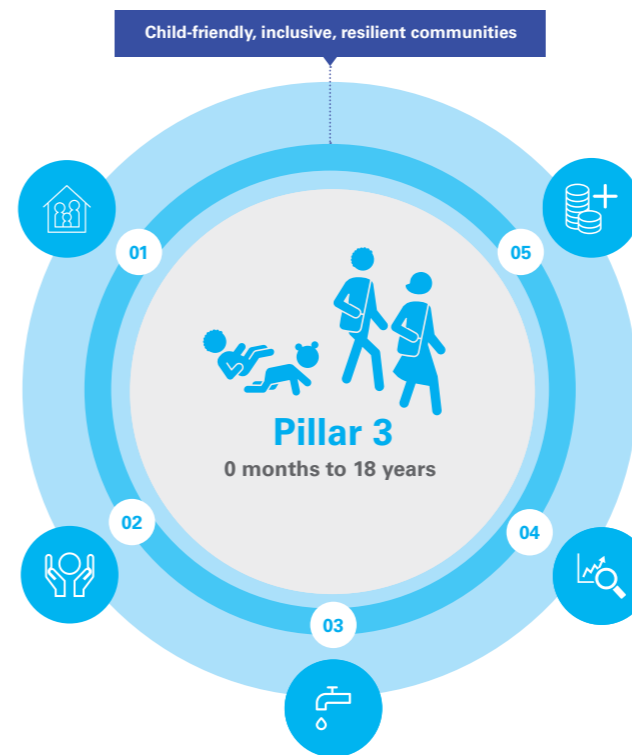 Child-friendly, inclusive, resilient communities
01
05
Pillar 3
0 months to 18 years
02
04
03